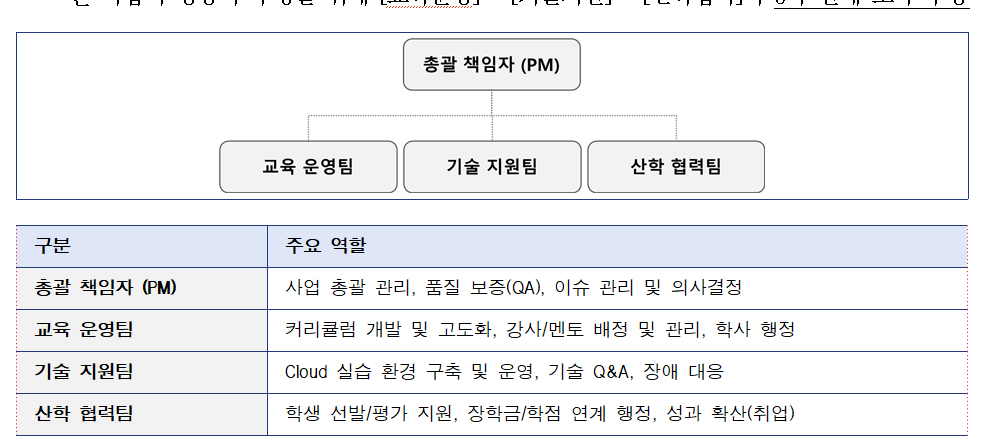 총괄 책임자 (PM)
교육 운영팀 기술 지원팀 산학 협력팀
구분 주요 역할
총괄 책임자 (PM) 사업 총괄 관리, 품질 보증(QA), 이슈 관리 및 의사결정
교육 운영팀 커리큘럼 개발 및 고도화, 강사/멘토 배정 및 관리, 학사 행정
기술 지원팀 Cloud 실습 환경 구축 및 운영, 기술 Q&A, 장애 대응
산학 협력팀 학생 선발/평가 지원, 장학금/학점 연계 행정, 성과 확산(취업)